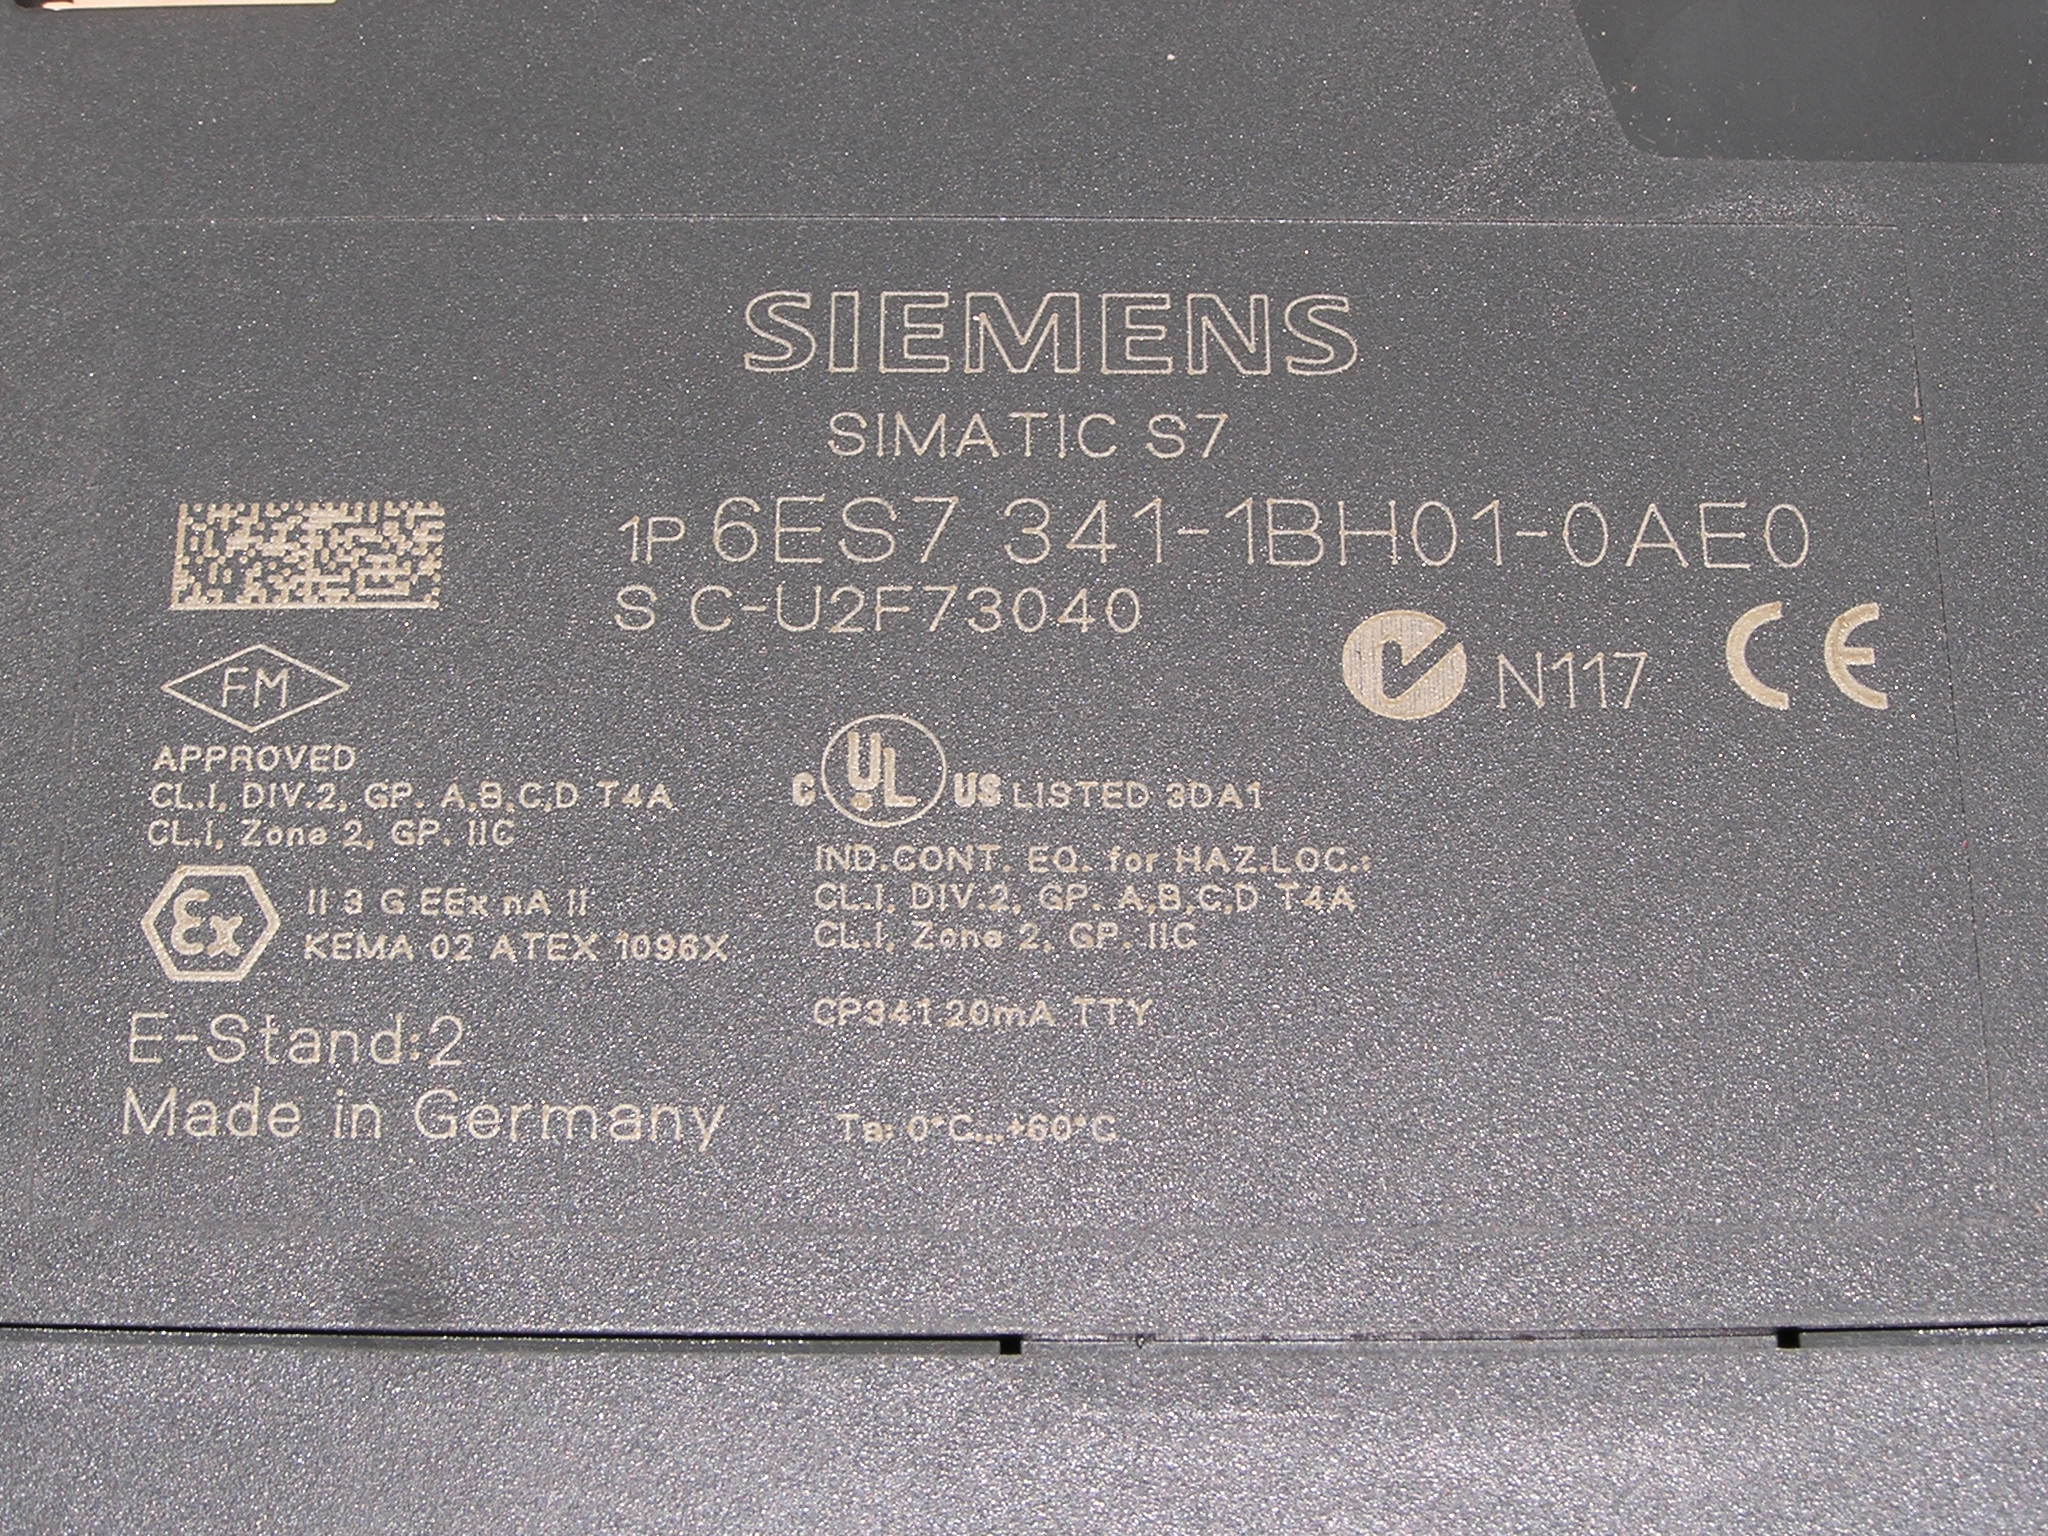 SIEMENS
SIMATIC S7
1P 6ES7 341-1BH01-0AE0
S C-U2F73040
N117 CE
FM
APPROVED
CL.I, DIV.2, GP. A,B,C,D T4A
CL.I, Zone 2, GP. IIC
Ex II 3 G EEx nA II
KEMA 02 ATEX 1096X
E-Stand:2
Made in Germany
C UL US LISTED 3DA1
IND.CONT. EQ. for HAZ.LOC.:
CL.I, DIV.2, GP. A,B,C,D T4A
CL.I, Zone 2, GP. IIC
CP341 20mA TTY
Ta: 0°C...+60°C